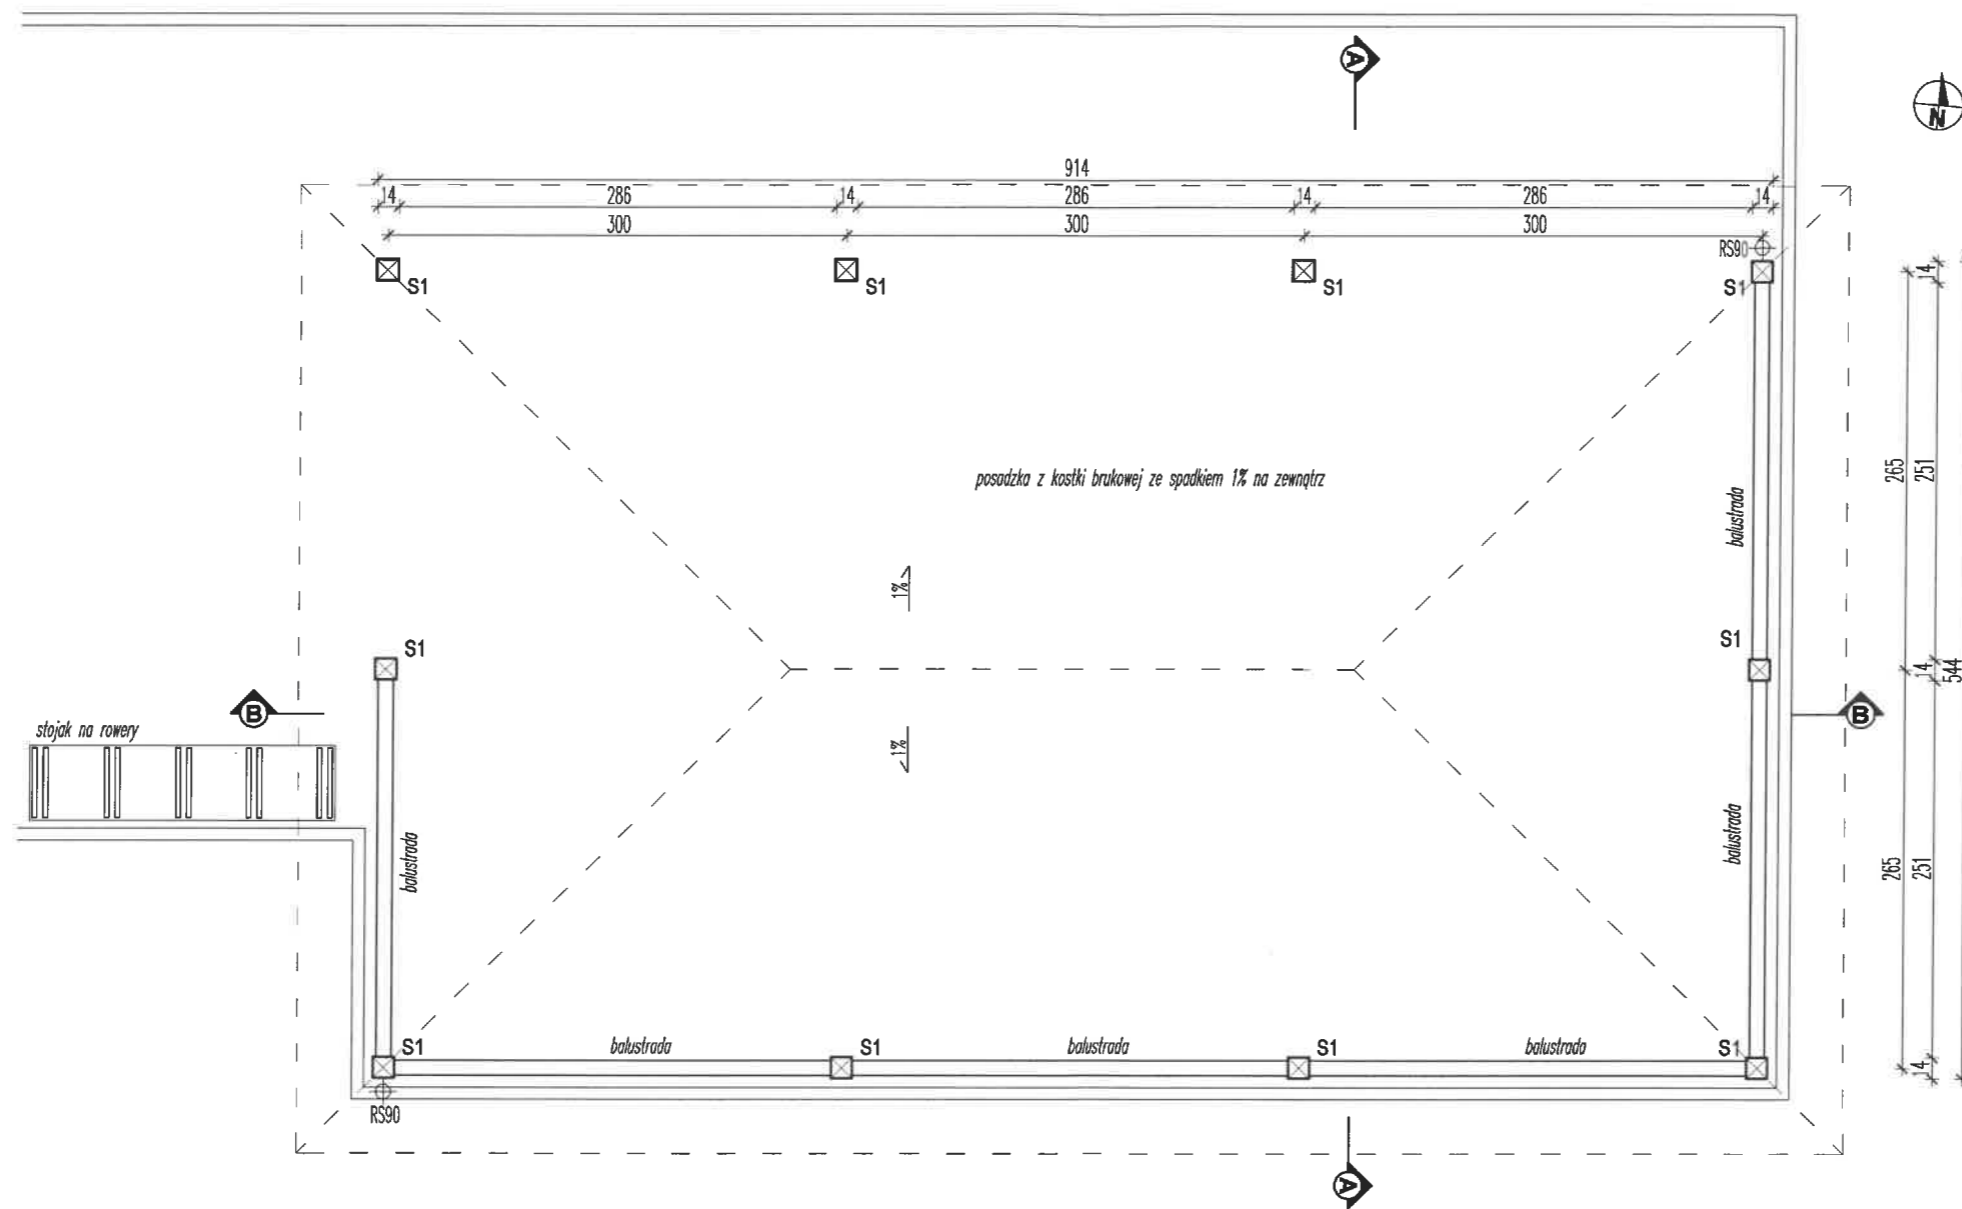 A
N
914
14 286 14 286 14 286 14
300 300 300
RS90
S1 S1 S1 S1
14
265 251
posadzka z kostki brukowej ze spadkiem 1% na zewnątrz
balustrada
1%
S1 S1
14 544
B B
stojak na rowery
1%
balustrada balustrada
265 251
S1 balustrada S1 balustrada S1 balustrada S1
14
RS90
A